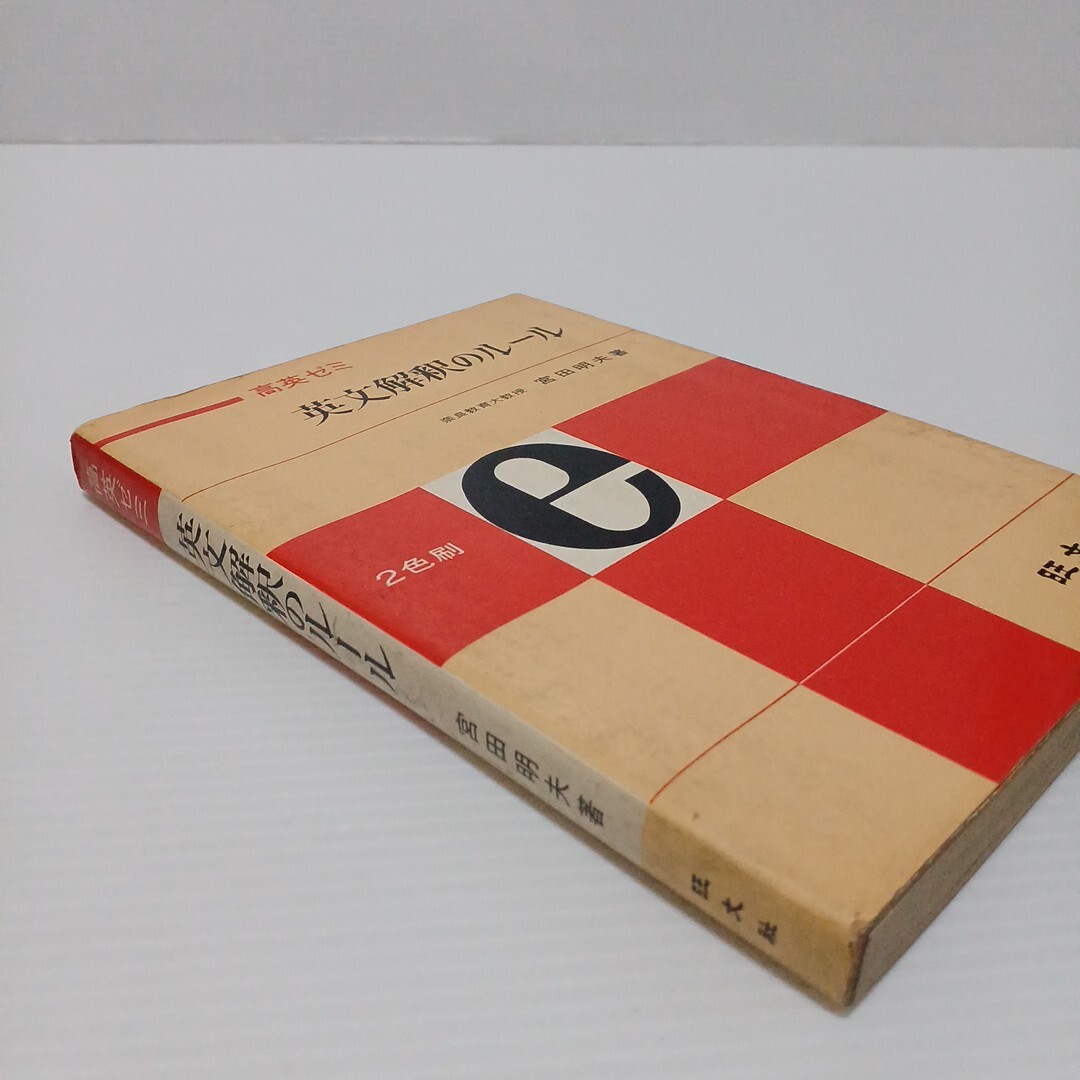 高英ゼミ
英文解釈のルール
奈良教育大教授 宮田明夫著
e
2色刷
旺文
高英ゼミ
英文解釈のルール
宮田明夫著
旺文社